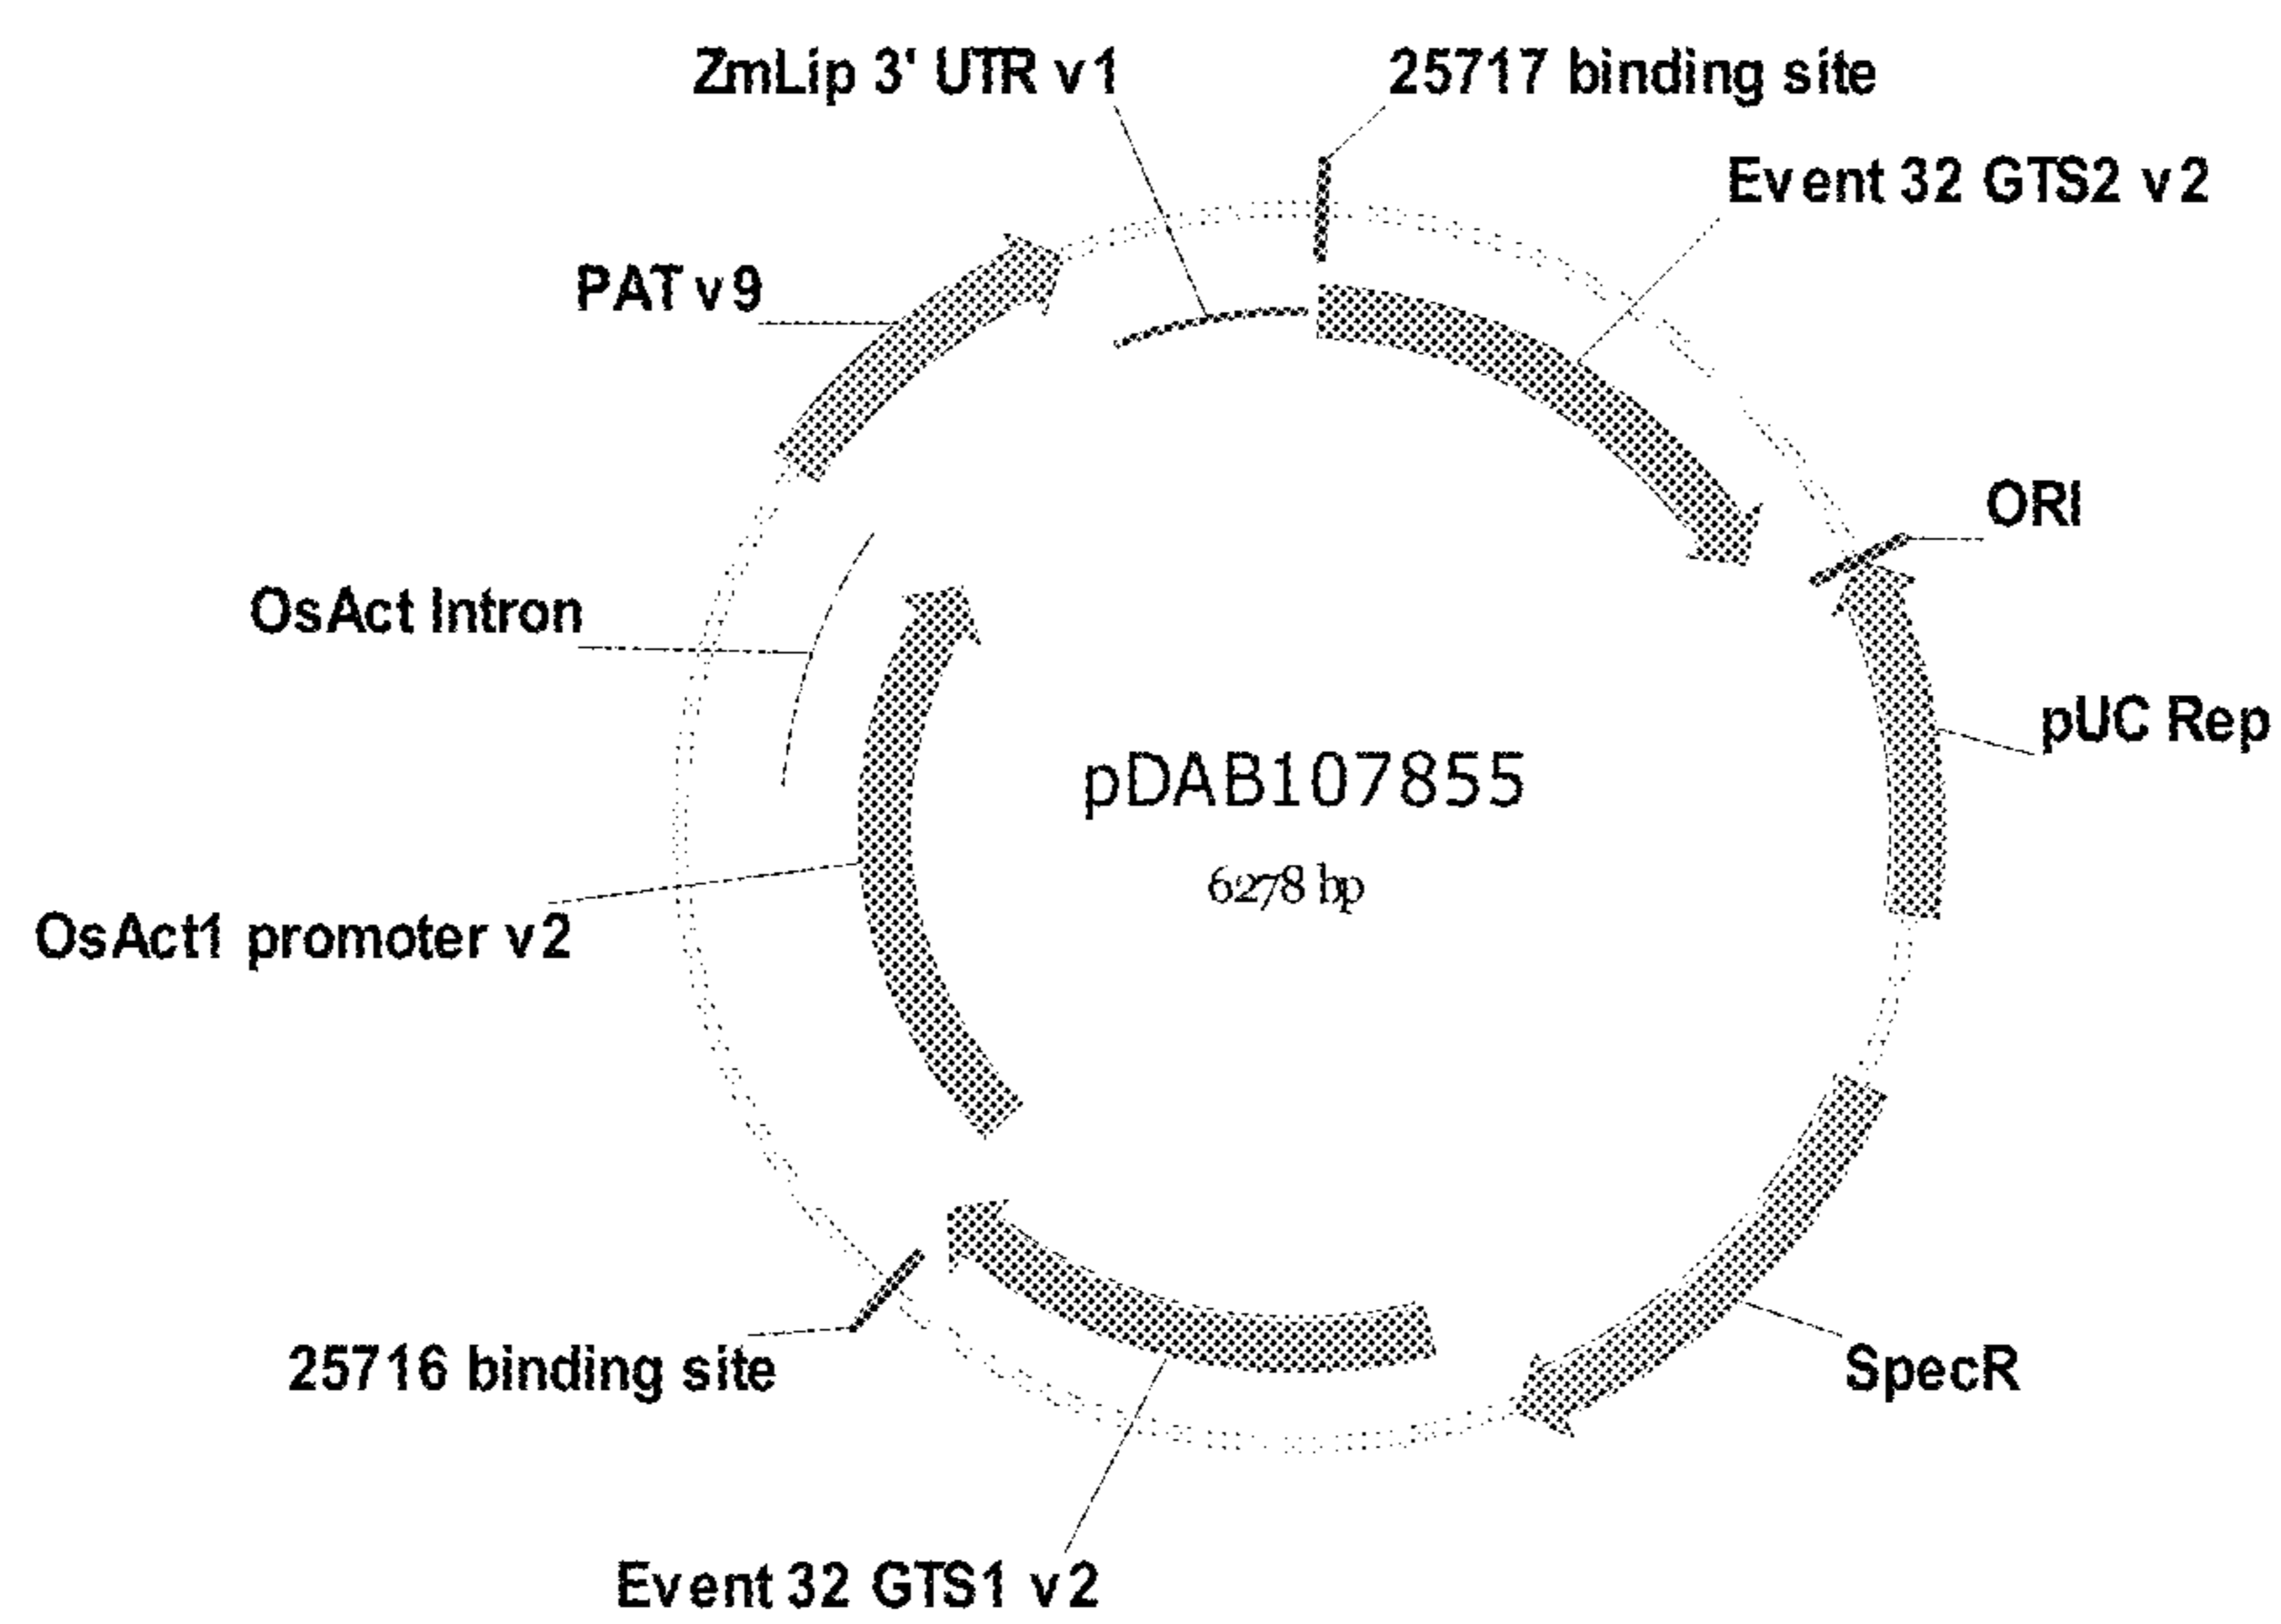 ZmLip 3' UTR v1
25717 binding site
Event 32 GTS2 v2
PAT v9
ORI
OsAct Intron
pUC Rep
pDAB107855
6278 bp
OsAct1 promoter v2
25716 binding site
SpecR
Event 32 GTS1 v2